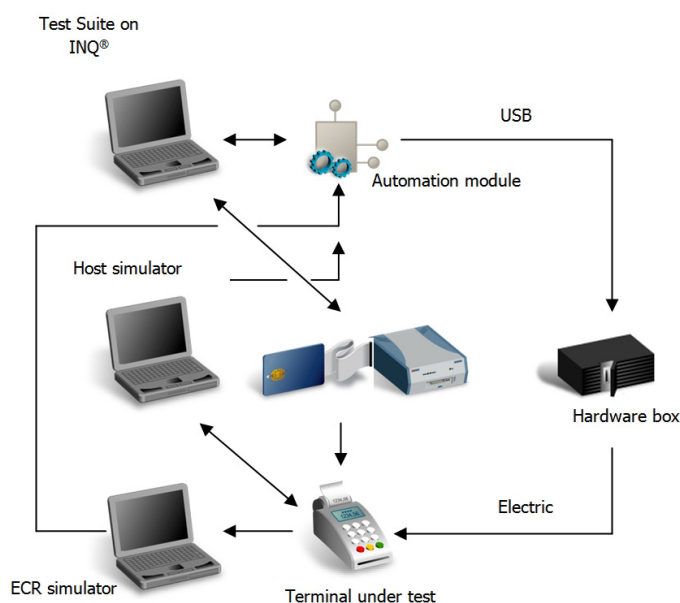 Test Suite on
INQ®
USB
Automation module
Host simulator
Hardware box
Electric
ECR simulator
Terminal under test